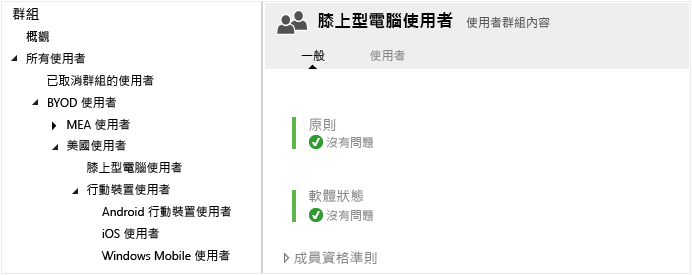 群組
概觀
所有使用者
已取消群組的使用者
BYOD 使用者
MEA 使用者
美國使用者
膝上型電腦使用者
行動裝置使用者
Android 行動裝置使用者
iOS 使用者
Windows Mobile 使用者
膝上型電腦使用者 使用者群組內容
一般 使用者
原則
沒有問題
軟體狀態
沒有問題
成員資格準則